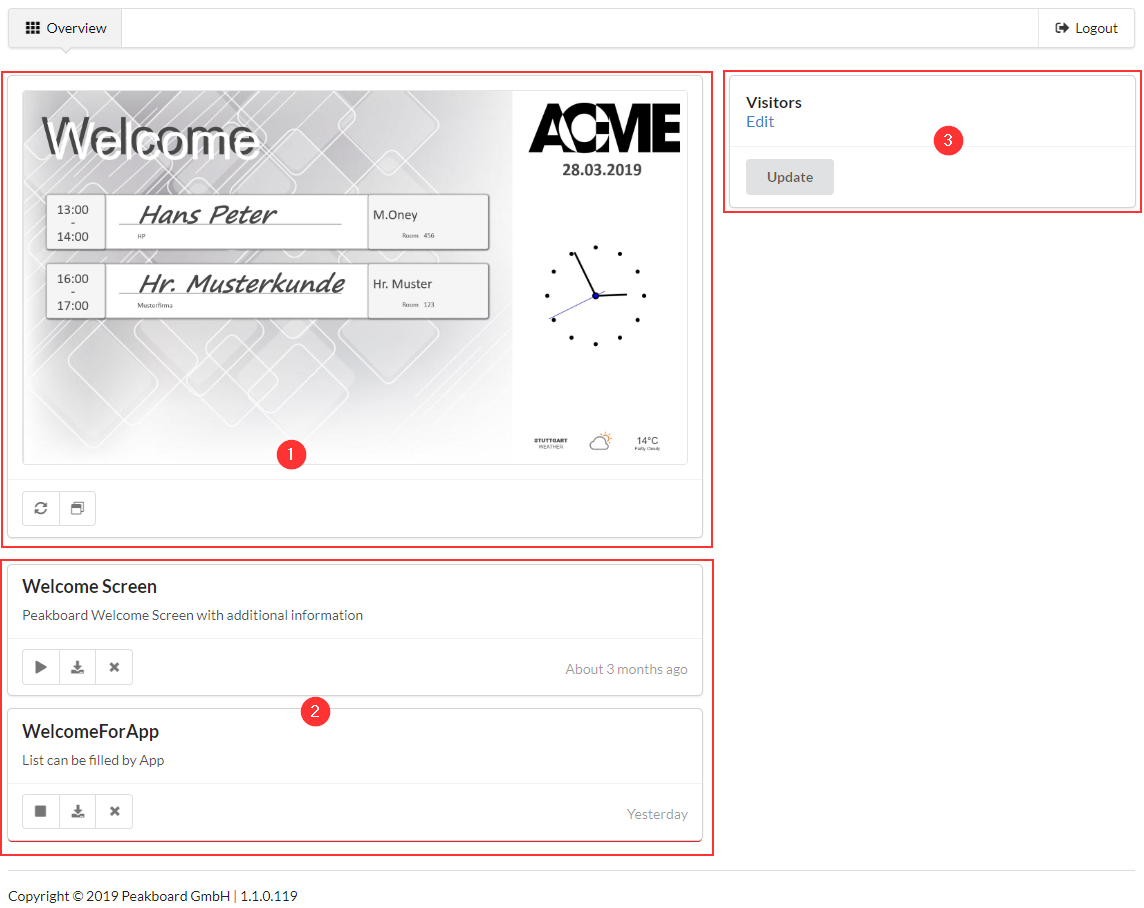 Overview
Logout
Welcome
ACME
28.03.2019
13:00
-
14:00
Hans Peter
HP
M.Oney
Room 456
16:00
-
17:00
Hr. Musterkunde
Musterfirma
Hr. Muster
Room 123
STUTTGART
WEATHER
14°C
Partly Cloudy
1
Visitors
Edit
3
Update
Welcome Screen
Peakboard Welcome Screen with additional information
About 3 months ago
2
WelcomeForApp
List can be filled by App
Yesterday
Copyright © 2019 Peakboard GmbH | 1.1.0.119